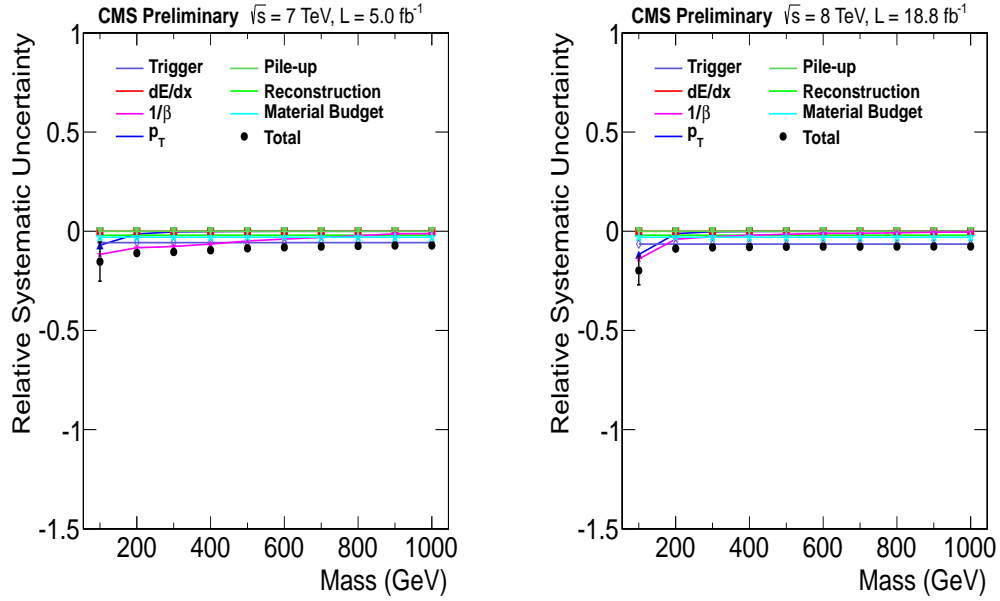 CMS Preliminary √s = 7 TeV, L = 5.0 fb⁻¹
Relative Systematic Uncertainty
1
0.5
0
-0.5
-1
-1.5
Trigger
dE/dx
1/β
p_T
Pile-up
Reconstruction
Material Budget
Total
200 400 600 800 1000
Mass (GeV)
CMS Preliminary √s = 8 TeV, L = 18.8 fb⁻¹
Relative Systematic Uncertainty
1
0.5
0
-0.5
-1
-1.5
Trigger
dE/dx
1/β
p_T
Pile-up
Reconstruction
Material Budget
Total
200 400 600 800 1000
Mass (GeV)